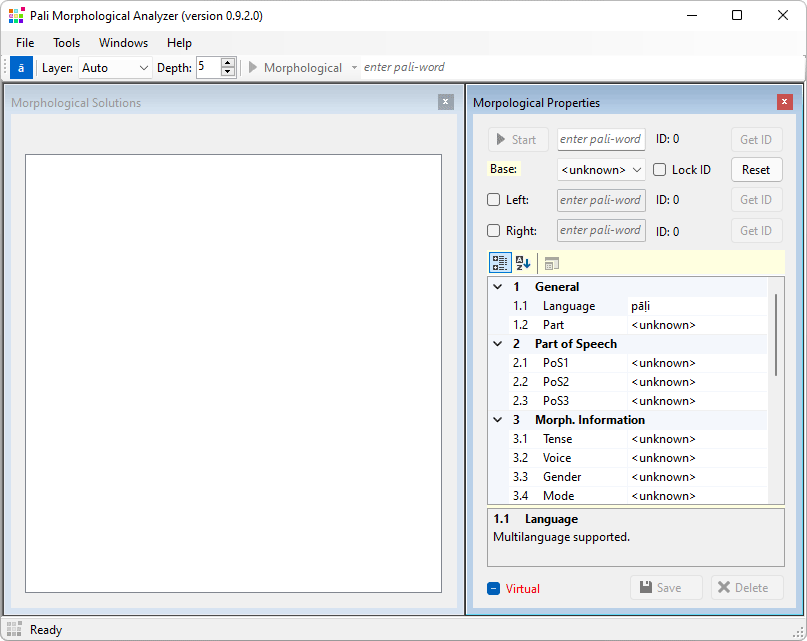 Pali Morphological Analyzer (version 0.9.2.0)
File Tools Windows Help
ā Layer: Auto Depth: 5 Morphological enter pali-word
Morphological Solutions
Morpological Properties
Start enter pali-word ID: 0 Get ID
Base: <unknown> Lock ID Reset
Left: enter pali-word ID: 0 Get ID
Right: enter pali-word ID: 0 Get ID
1 General
1.1 Language pāḷi
1.2 Part <unknown>
2 Part of Speech
2.1 PoS1 <unknown>
2.2 PoS2 <unknown>
2.3 PoS3 <unknown>
3 Morph. Information
3.1 Tense <unknown>
3.2 Voice <unknown>
3.3 Gender <unknown>
3.4 Mode <unknown>
1.1 Language
Multilanguage supported.
Virtual Save Delete
Ready